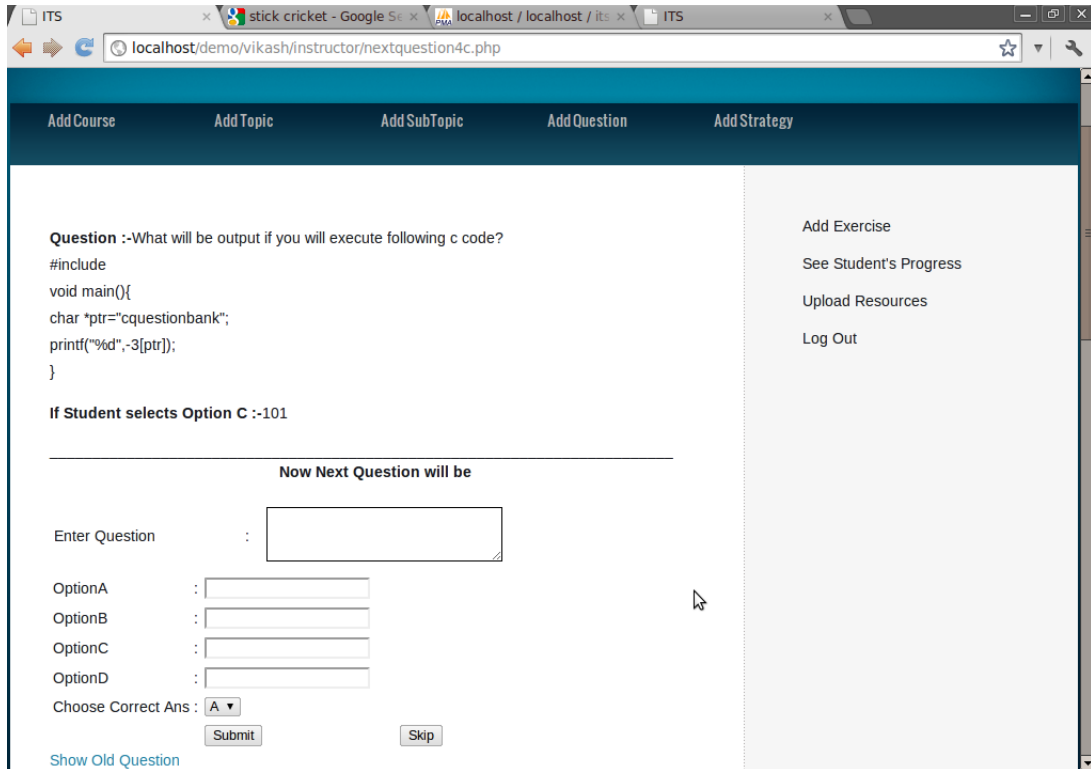 ITS
stick cricket - Google Se
localhost / localhost / its
ITS
localhost/demo/vikash/instructor/nextquestion4c.php
Add Course Add Topic Add SubTopic Add Question Add Strategy
Question :-What will be output if you will execute following c code?
#include
void main(){
char *ptr="cquestionbank";
printf("%d",-3[ptr]);
}
If Student selects Option C :-101
Now Next Question will be
Enter Question :
OptionA :
OptionB :
OptionC :
OptionD :
Choose Correct Ans : A
Submit Skip
Show Old Question
Add Exercise
See Student's Progress
Upload Resources
Log Out